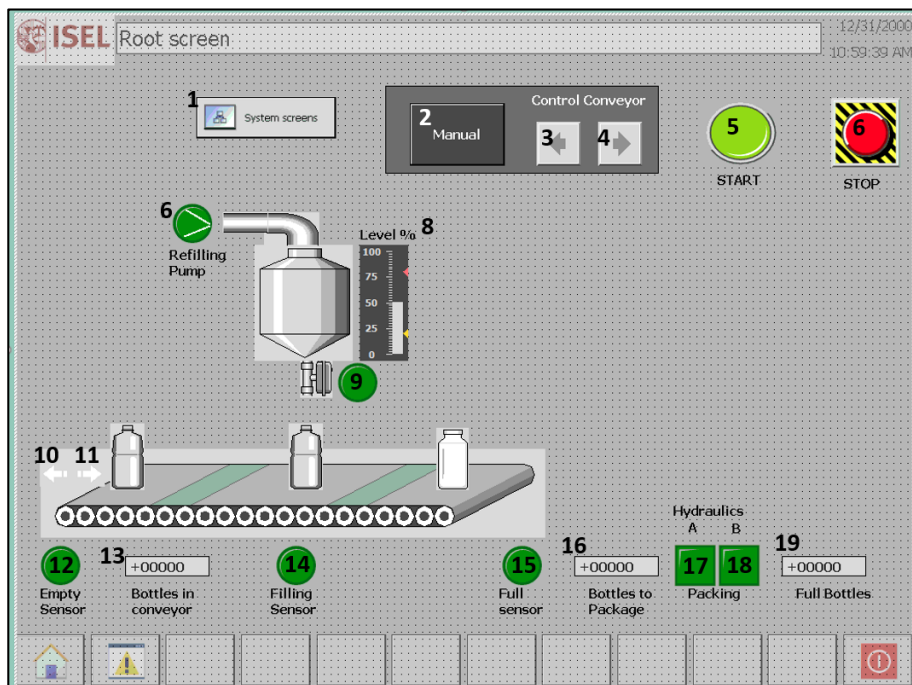 ISEL
Root screen
12/31/2000
10:59:39 AM
1
System screens
2
Manual
Control Conveyor
3
4
5
START
6
STOP
6
Refilling
Pump
Level %
8
100
75
50
25
0
9
10
11
12
Empty
Sensor
13
+00000
Bottles in
conveyor
14
Filling
Sensor
15
Full
sensor
16
+00000
Bottles to
Package
Hydraulics
A B
17
18
Packing
19
+00000
Full Bottles